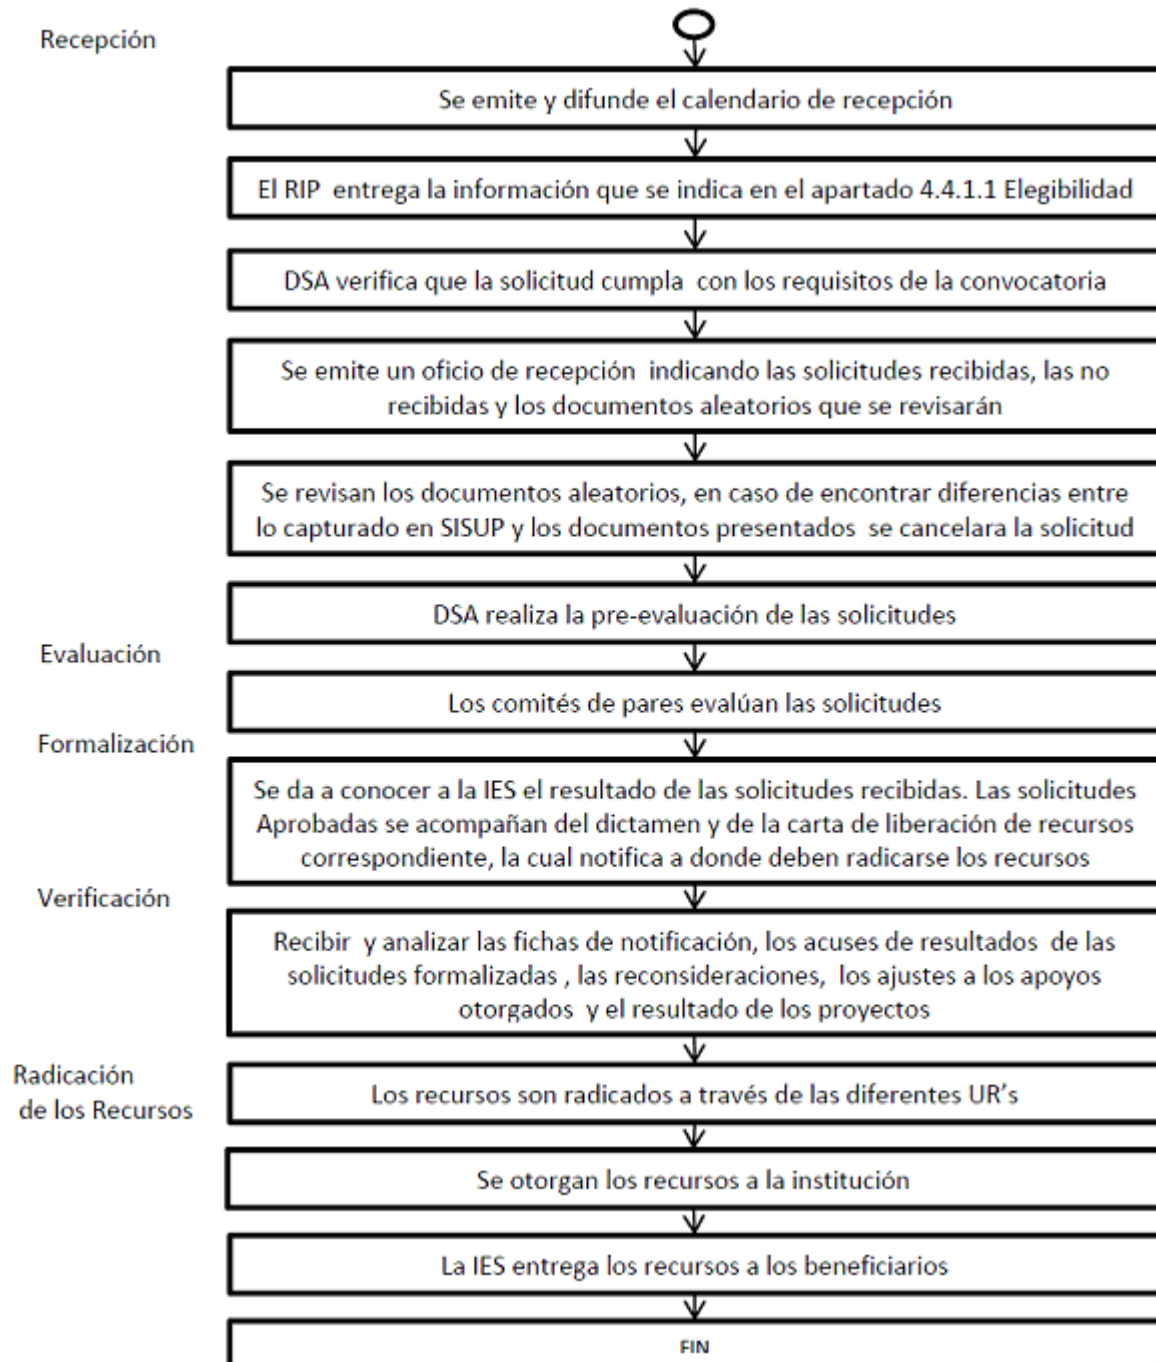 Recepción
Se emite y difunde el calendario de recepción
El RIP entrega la información que se indica en el apartado 4.4.1.1 Elegibilidad
DSA verifica que la solicitud cumpla con los requisitos de la convocatoria
Se emite un oficio de recepción indicando las solicitudes recibidas, las no
recibidas y los documentos aleatorios que se revisarán
Se revisan los documentos aleatorios, en caso de encontrar diferencias entre
lo capturado en SISUP y los documentos presentados se cancelara la solicitud
DSA realiza la pre-evaluación de las solicitudes
Evaluación
Los comités de pares evalúan las solicitudes
Formalización
Se da a conocer a la IES el resultado de las solicitudes recibidas. Las solicitudes
Aprobadas se acompañan del dictamen y de la carta de liberación de recursos
correspondiente, la cual notifica a donde deben radicarse los recursos
Verificación
Recibir y analizar las fichas de notificación, los acuses de resultados de las
solicitudes formalizadas , las reconsideraciones, los ajustes a los apoyos
otorgados y el resultado de los proyectos
Radicación
de los Recursos
Los recursos son radicados a través de las diferentes UR's
Se otorgan los recursos a la institución
La IES entrega los recursos a los beneficiarios
FIN